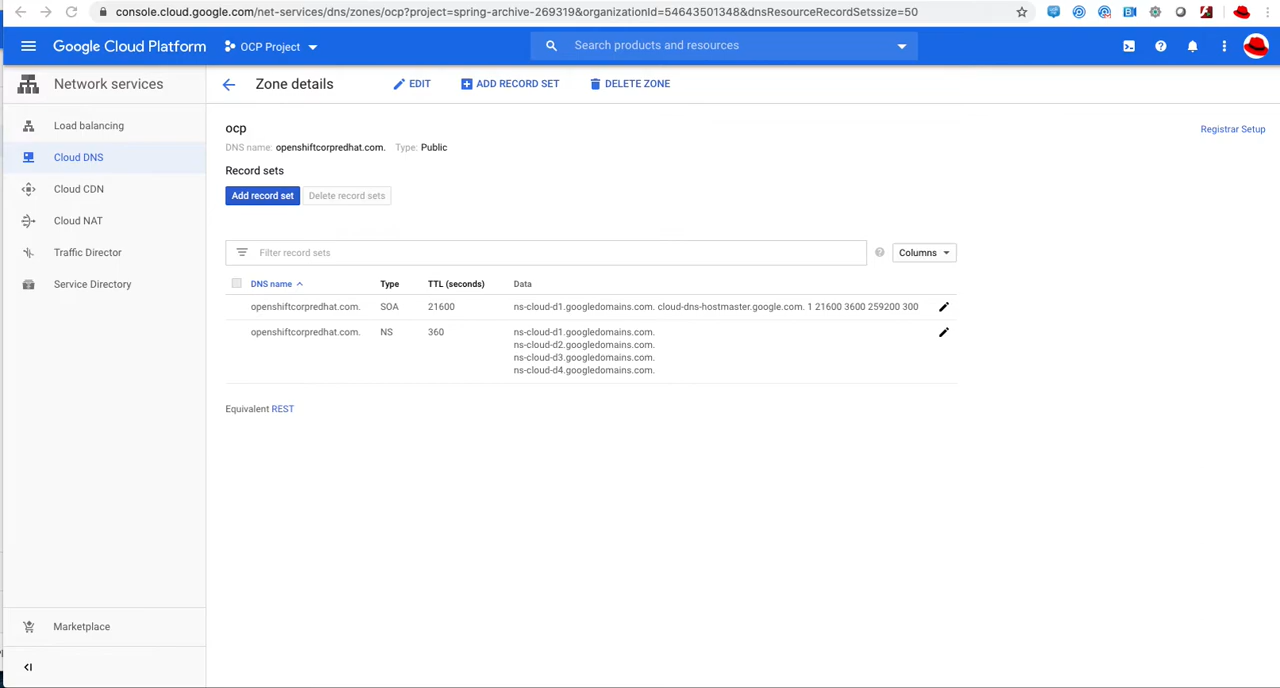 console.cloud.google.com/net-services/dns/zones/ocp?project=spring-archive-269319&organizationId=54643501348&dnsResourceRecordSetssize=50
Google Cloud Platform
OCP Project
Search products and resources
Network services
Zone details
EDIT
ADD RECORD SET
DELETE ZONE
Load balancing
Cloud DNS
Cloud CDN
Cloud NAT
Traffic Director
Service Directory
Marketplace
ocp
Registrar Setup
DNS name: openshiftcorpredhat.com. Type: Public
Record sets
Add record set
Delete record sets
Filter record sets
Columns
DNS name Type TTL (seconds) Data
openshiftcorpredhat.com. SOA 21600 ns-cloud-d1.googledomains.com. cloud-dns-hostmaster.google.com. 1 21600 3600 259200 300
openshiftcorpredhat.com. NS 360 ns-cloud-d1.googledomains.com.
ns-cloud-d2.googledomains.com.
ns-cloud-d3.googledomains.com.
ns-cloud-d4.googledomains.com.
Equivalent REST